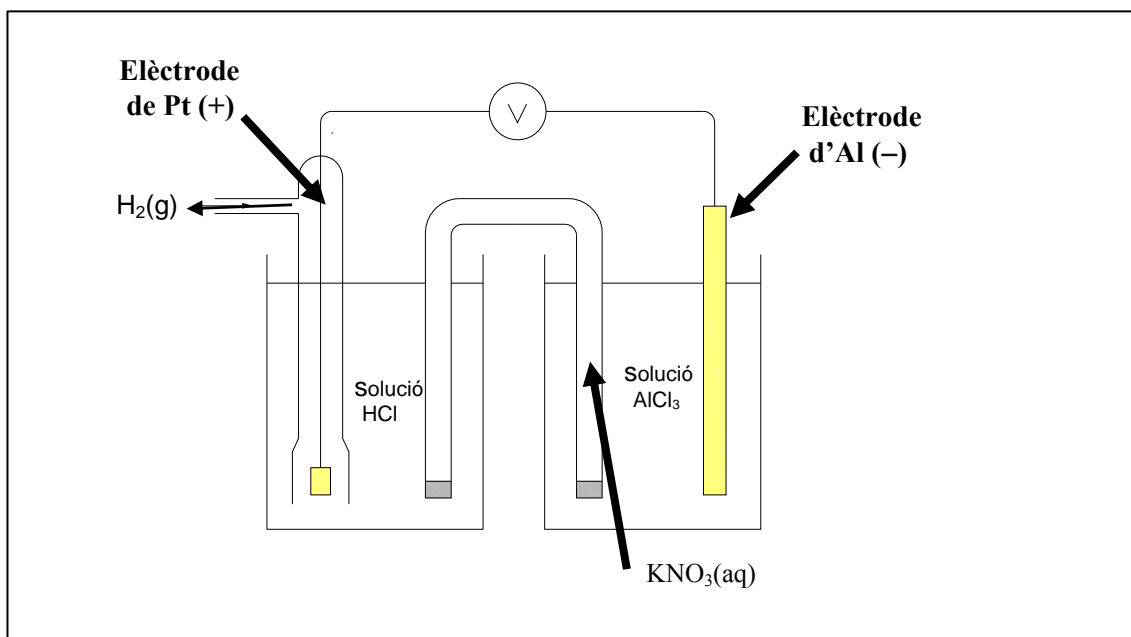 Elèctrode
de Pt (+)
V
Elèctrode
d'Al (–)
H₂(g)
Solució
HCl
Solució
AlCl₃
KNO₃(aq)